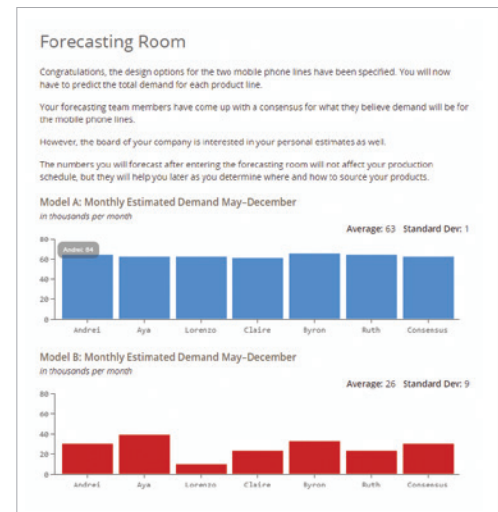 Forecasting Room
Congratulations, the design options for the two mobile phone lines have been specified. You will now
have to predict the total demand for each product line.
Your forecasting team members have come up with a consensus for what they believe demand will be for
the mobile phone lines.
However, the board of your company is interested in your personal estimates as well.
The numbers you will forecast after entering the forecasting room will not affect your production
schedule, but they will help you later as you determine where and how to source your products.
Model A: Monthly Estimated Demand May–December
in thousands per month
Average: 63 Standard Dev: 1
80
Andrei: 64
60
40
20
0
Andrei Aya Lorenzo Claire Byron Ruth Consensus
Model B: Monthly Estimated Demand May–December
in thousands per month
Average: 26 Standard Dev: 9
80
60
40
20
0
Andrei Aya Lorenzo Claire Byron Ruth Consensus